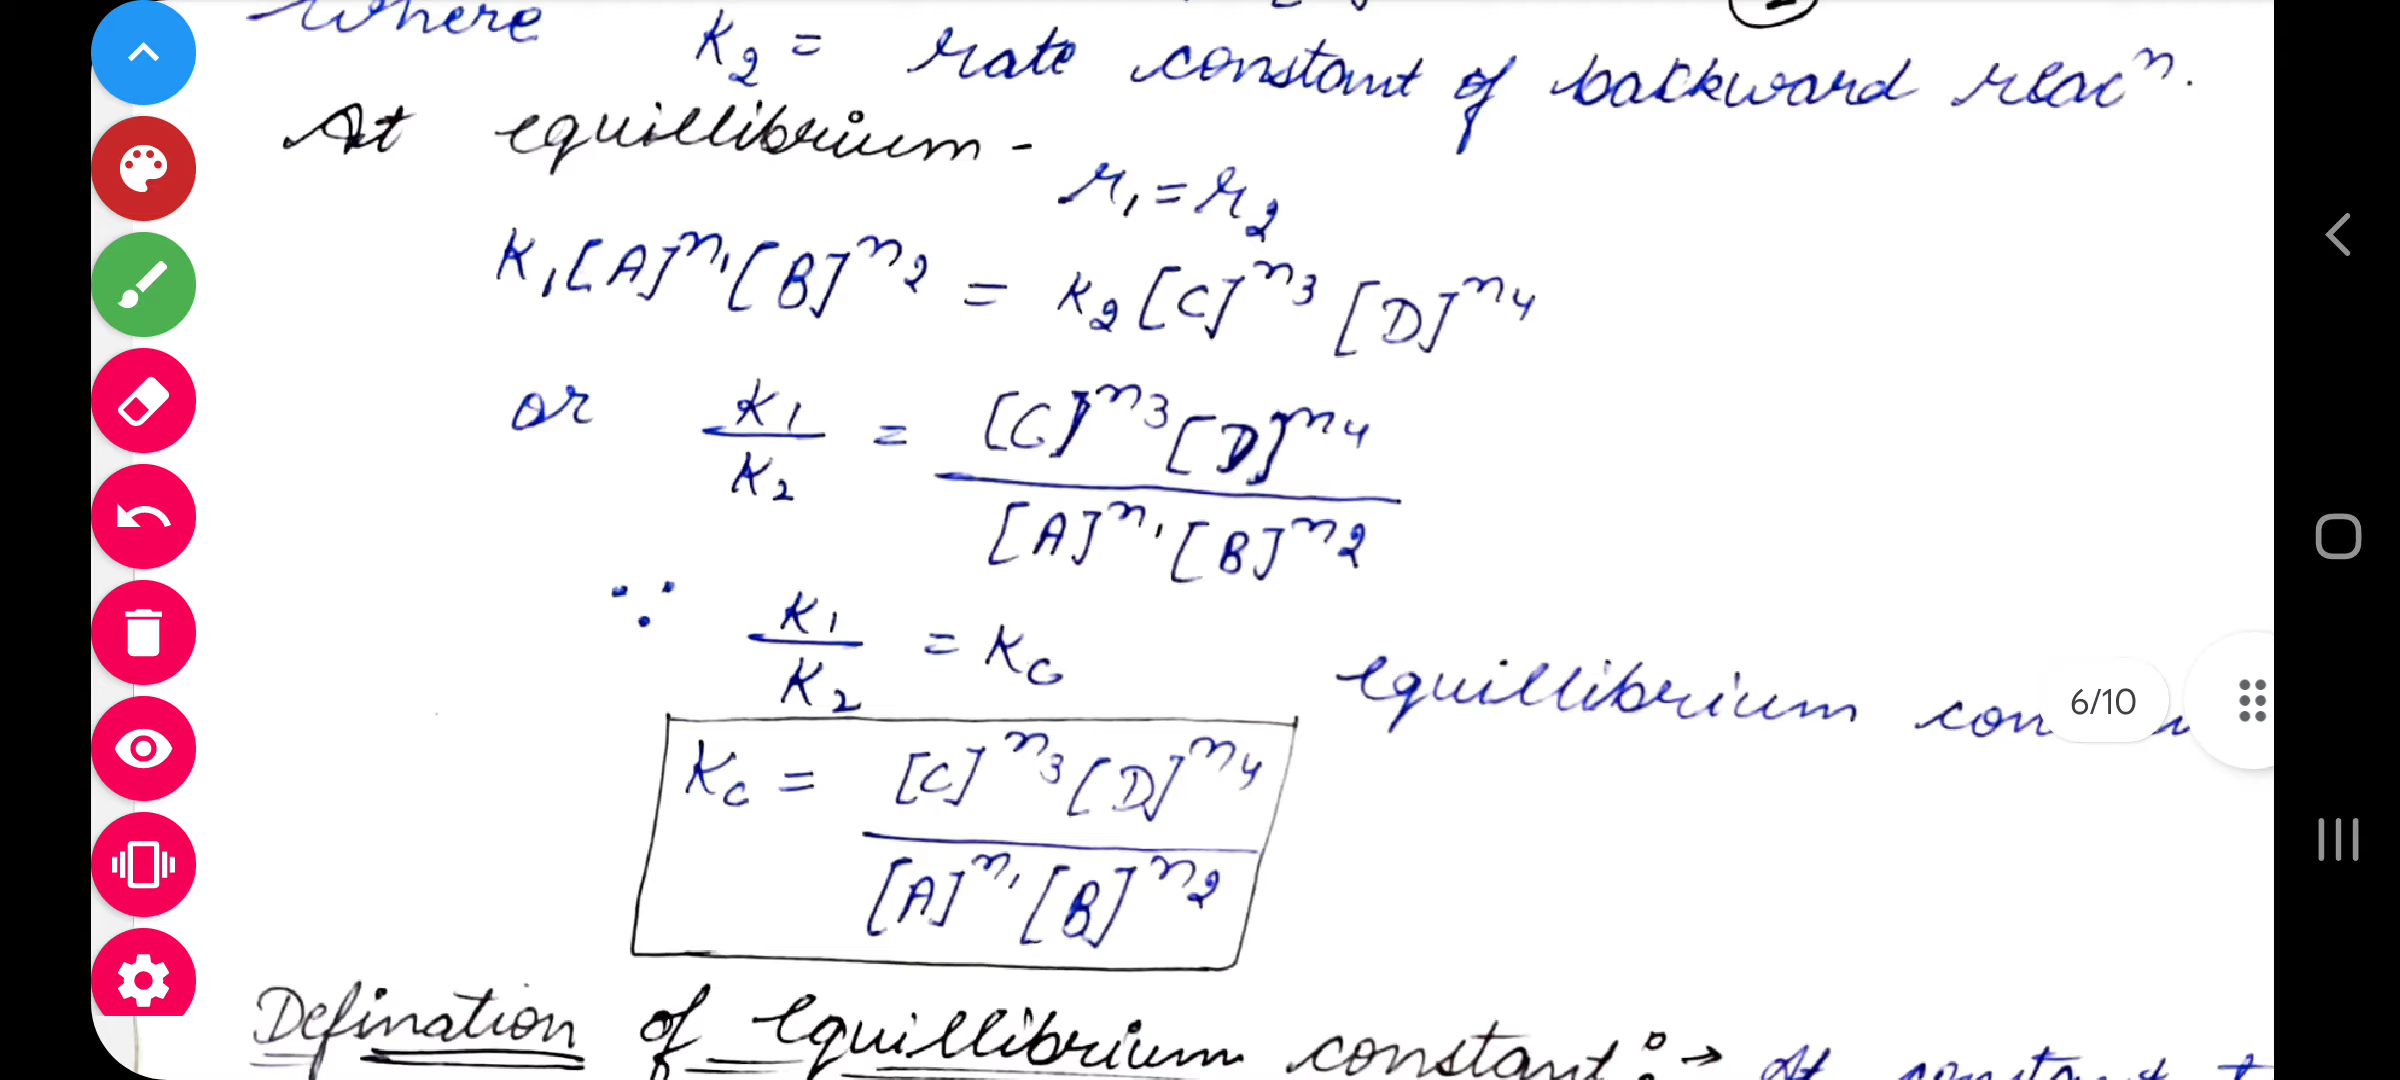 where K₂ = rate constant of backward reacⁿ.
At equillibrium -
r₁ = r₂
K₁[A]ⁿ¹[B]ⁿ² = K₂[C]ⁿ³[D]ⁿ⁴
or K₁/K₂ = [C]ⁿ³[D]ⁿ⁴ / [A]ⁿ¹[B]ⁿ²
∵ K₁/K₂ = Kc equillibrium con
6/10
Kc = [C]ⁿ³[D]ⁿ⁴ / [A]ⁿ¹[B]ⁿ²
Defination of equillibrium constant :→ At constant t